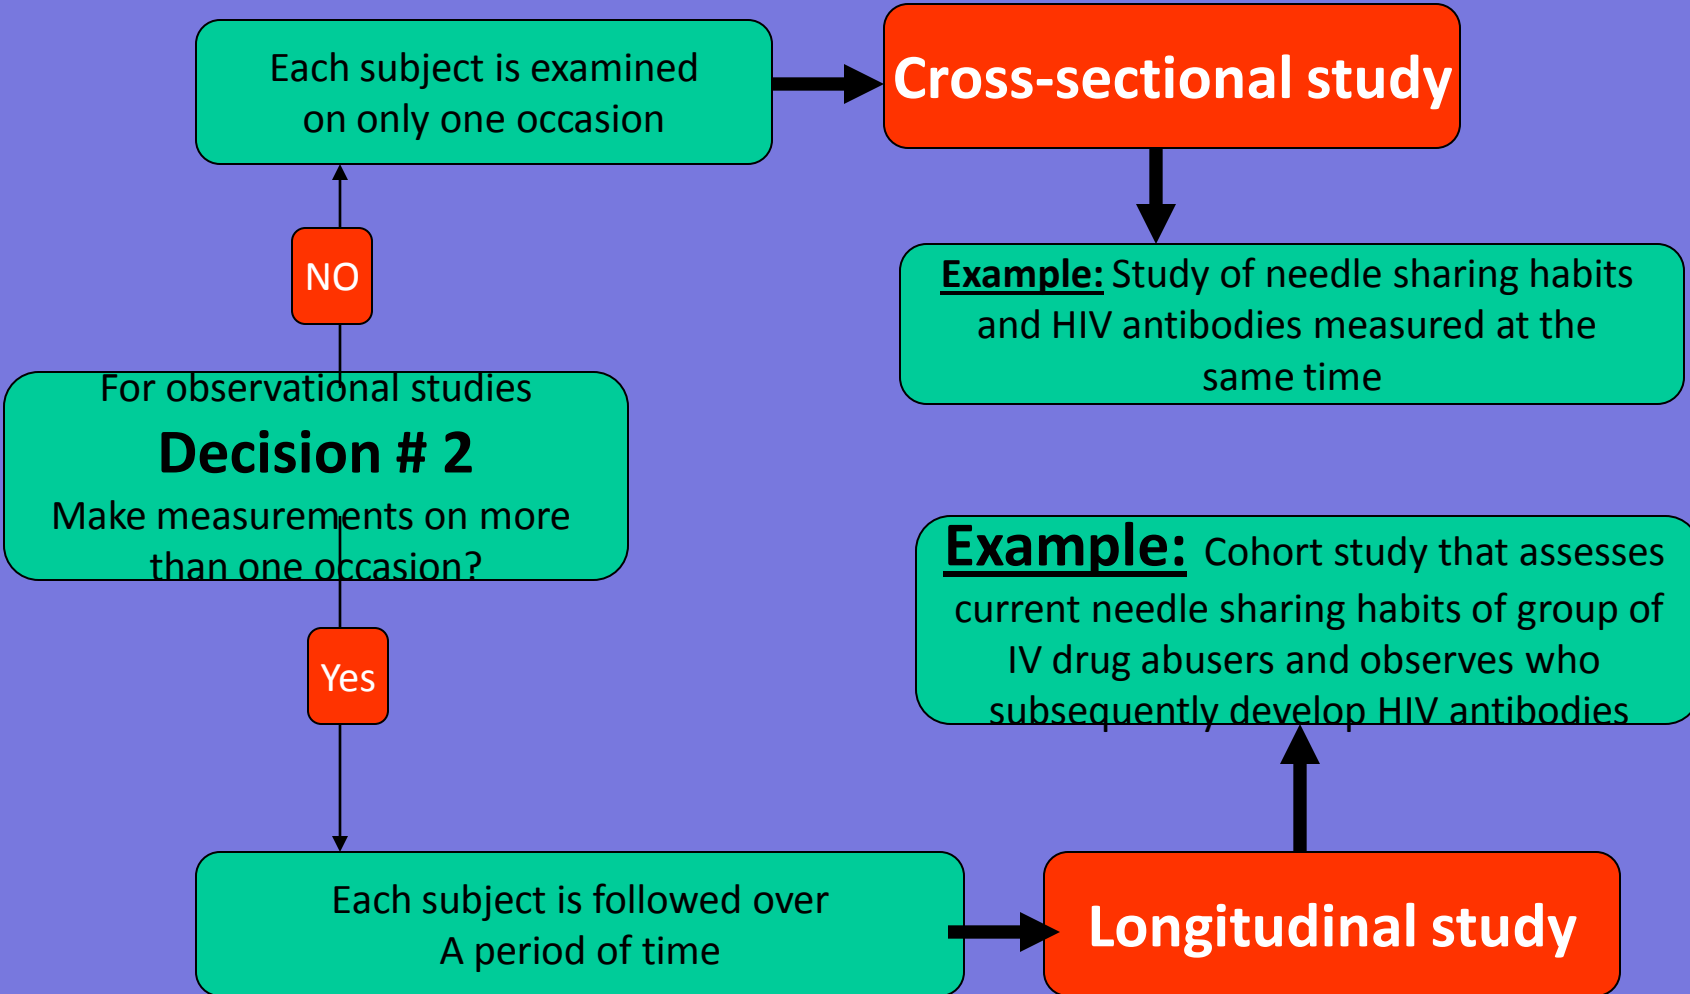 Each subject is examined
on only one occasion
Cross-sectional study
NO
Example: Study of needle sharing habits
and HIV antibodies measured at the
same time
For observational studies
Decision # 2
Make measurements on more
than one occasion?
Example: Cohort study that assesses
current needle sharing habits of group of
IV drug abusers and observes who
subsequently develop HIV antibodies
Yes
Each subject is followed over
A period of time
Longitudinal study